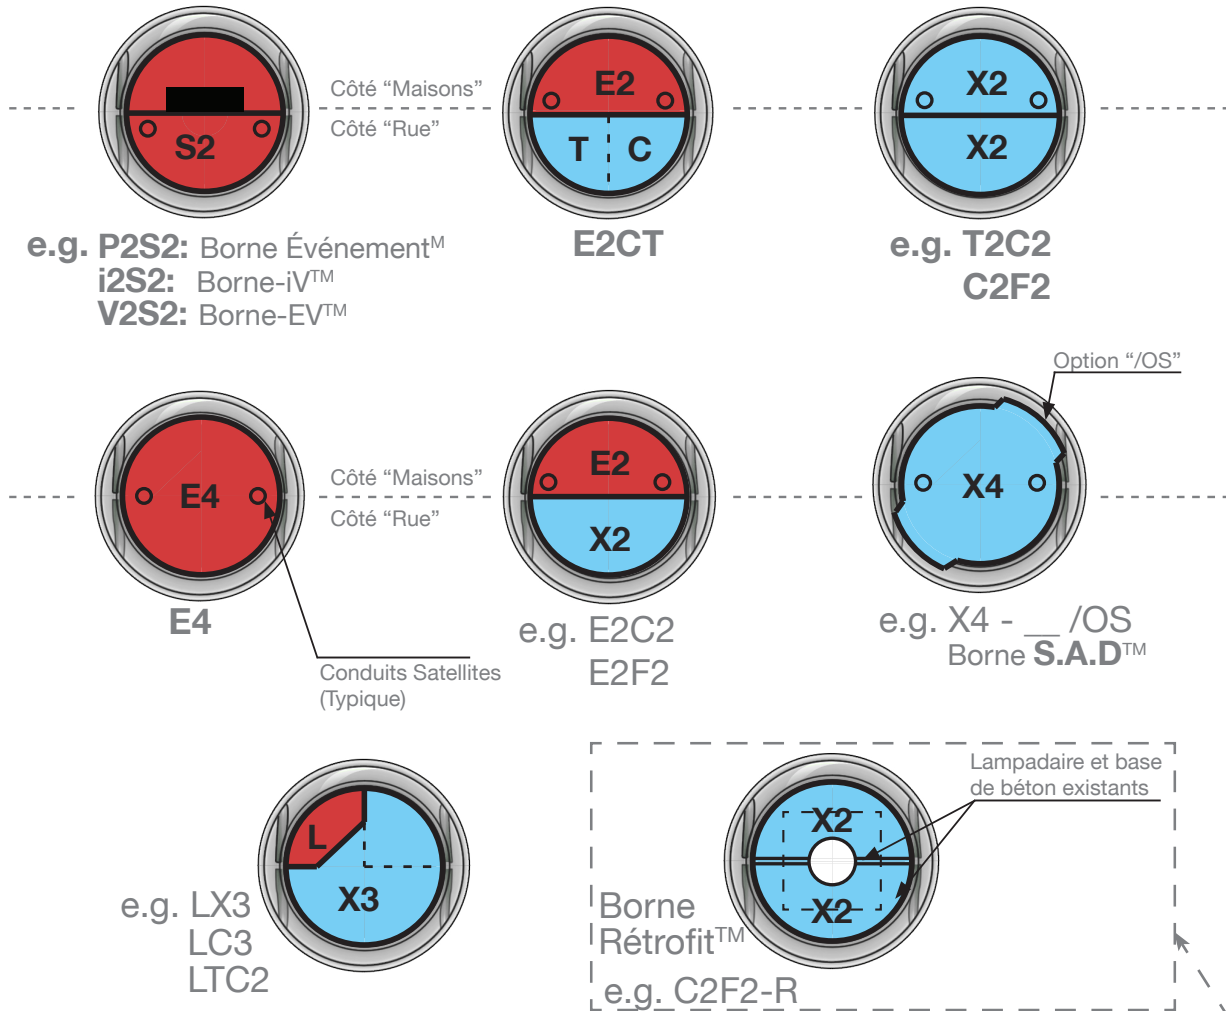 S2
Côté “Maisons”
Côté “Rue”
E2
T C
X2
X2
e.g. P2S2: Borne Événementᴹ
i2S2: Borne-iV™
V2S2: Borne-EV™
E2CT
e.g. T2C2
C2F2
Option “/OS”
E4
Côté “Maisons”
Côté “Rue”
E2
X2
X4
E4
Conduits Satellites
(Typique)
e.g. E2C2
E2F2
e.g. X4 - __ /OS
Borne S.A.D™
L
X3
e.g. LX3
LC3
LTC2
Lampadaire et base
de béton existants
X2
X2
Borne
Rétrofit™
e.g. C2F2-R